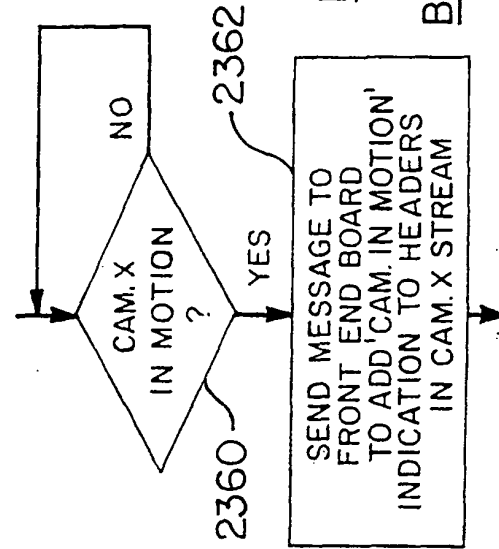 NO
CAM. X
IN MOTION
?
2360
YES
2362
SEND MESSAGE TO
FRONT END BOARD
TO ADD 'CAM. IN MOTION'
INDICATION TO HEADERS
IN CAM. X STREAM
B